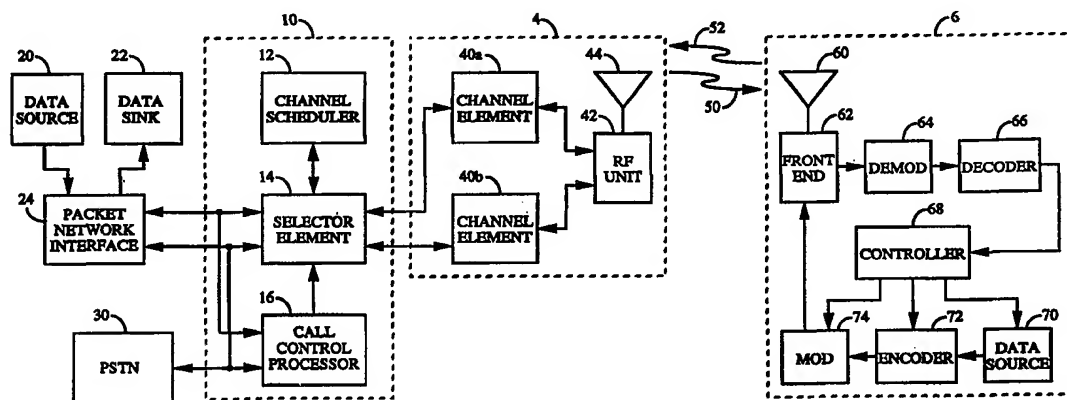 10
4
52
6
20
22
12
40a
44
60
DATA
SOURCE
DATA
SINK
CHANNEL
SCHEDULER
CHANNEL
ELEMENT
42
50
62
64
66
RF
UNIT
FRONT
END
DEMOD
DECODER
24
14
40b
68
PACKET
NETWORK
INTERFACE
SELECTOR
ELEMENT
CHANNEL
ELEMENT
CONTROLLER
30
16
74
72
70
PSTN
CALL
CONTROL
PROCESSOR
MOD
ENCODER
DATA
SOURCE